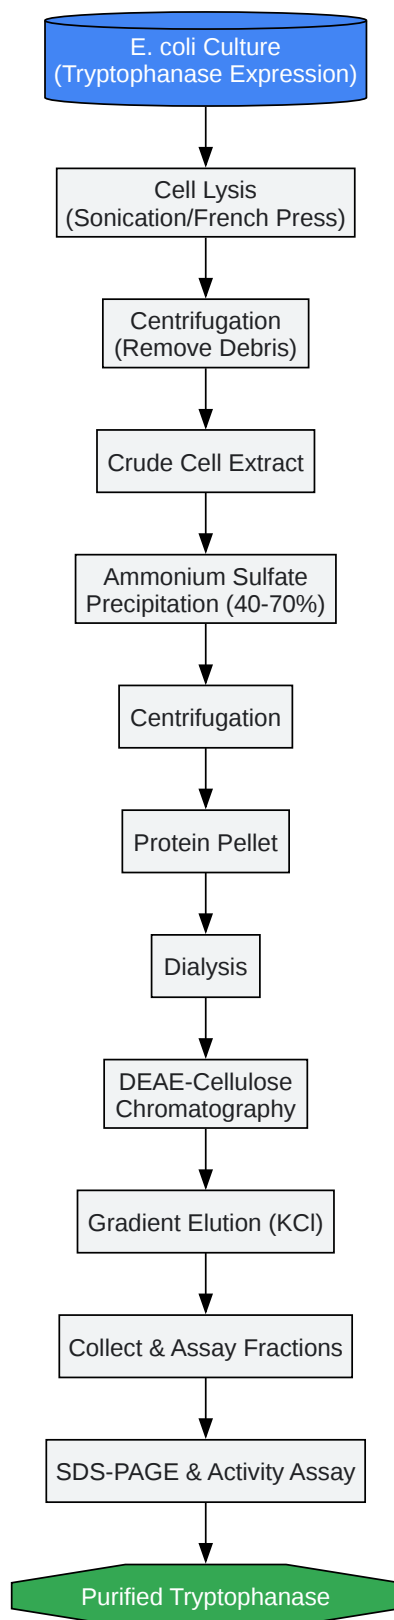 E. coli Culture
(Tryptophanase Expression)
Cell Lysis
(Sonication/French Press)
Centrifugation
(Remove Debris)
Crude Cell Extract
Ammonium Sulfate
Precipitation (40-70%)
Centrifugation
Protein Pellet
Dialysis
DEAE-Cellulose
Chromatography
Gradient Elution (KCl)
Collect & Assay Fractions
SDS-PAGE & Activity Assay
Purified Tryptophanase